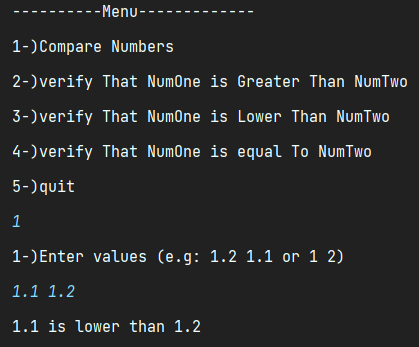 ----------Menu-------------
1-)Compare Numbers
2-)verify That NumOne is Greater Than NumTwo
3-)verify That NumOne is Lower Than NumTwo
4-)verify That NumOne is equal To NumTwo
5-)quit
1
1-)Enter values (e.g: 1.2 1.1 or 1 2)
1.1 1.2
1.1 is lower than 1.2